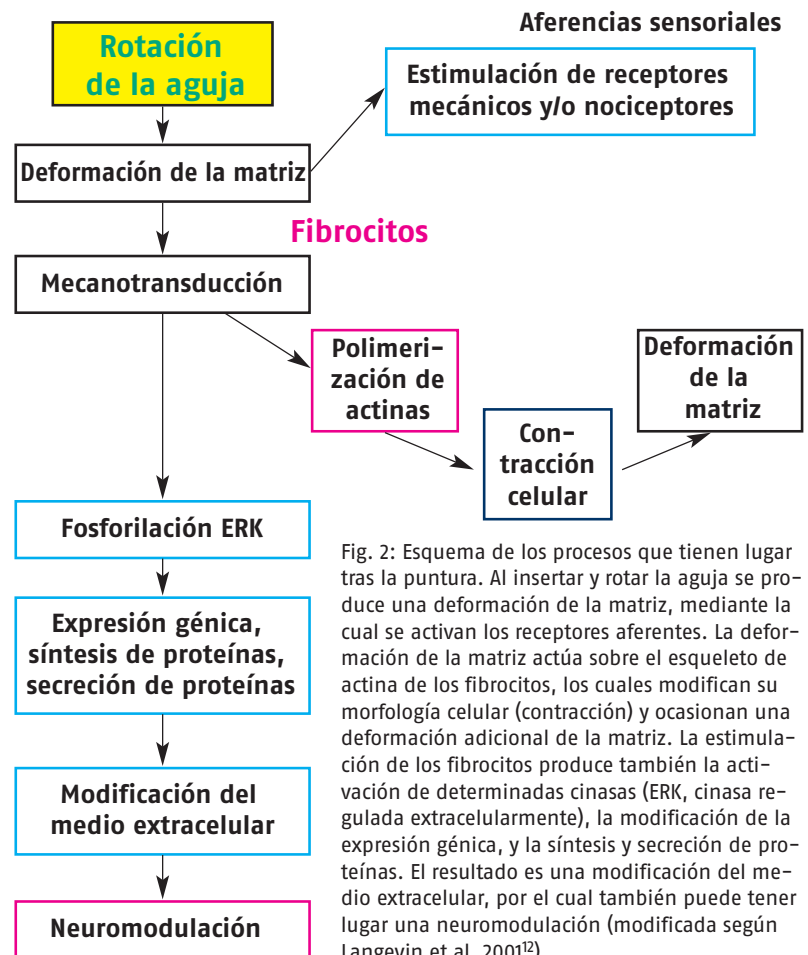 Rotación
de la aguja
Aferencias sensoriales
Estimulación de receptores
mecánicos y/o nociceptores
Deformación de la matriz
Fibrocitos
Mecanotransducción
Polimeri-
zación de
actinas
Con-
tracción
celular
Deformación
de la
matriz
Fosforilación ERK
Expresión génica,
síntesis de proteínas,
secreción de proteínas
Modificación del
medio extracelular
Neuromodulación
Fig. 2: Esquema de los procesos que tienen lugar
tras la puntura. Al insertar y rotar la aguja se pro-
duce una deformación de la matriz, mediante la
cual se activan los receptores aferentes. La defor-
mación de la matriz actúa sobre el esqueleto de
actina de los fibrocitos, los cuales modifican su
morfología celular (contracción) y ocasionan una
deformación adicional de la matriz. La estimula-
ción de los fibrocitos produce también la acti-
vación de determinadas cinasas (ERK, cinasa re-
gulada extracelularmente), la modificación de la
expresión génica, y la síntesis y secreción de pro-
teínas. El resultado es una modificación del me-
dio extracelular, por el cual también puede tener
lugar una neuromodulación (modificada según
Langevin et al. 2001¹²)